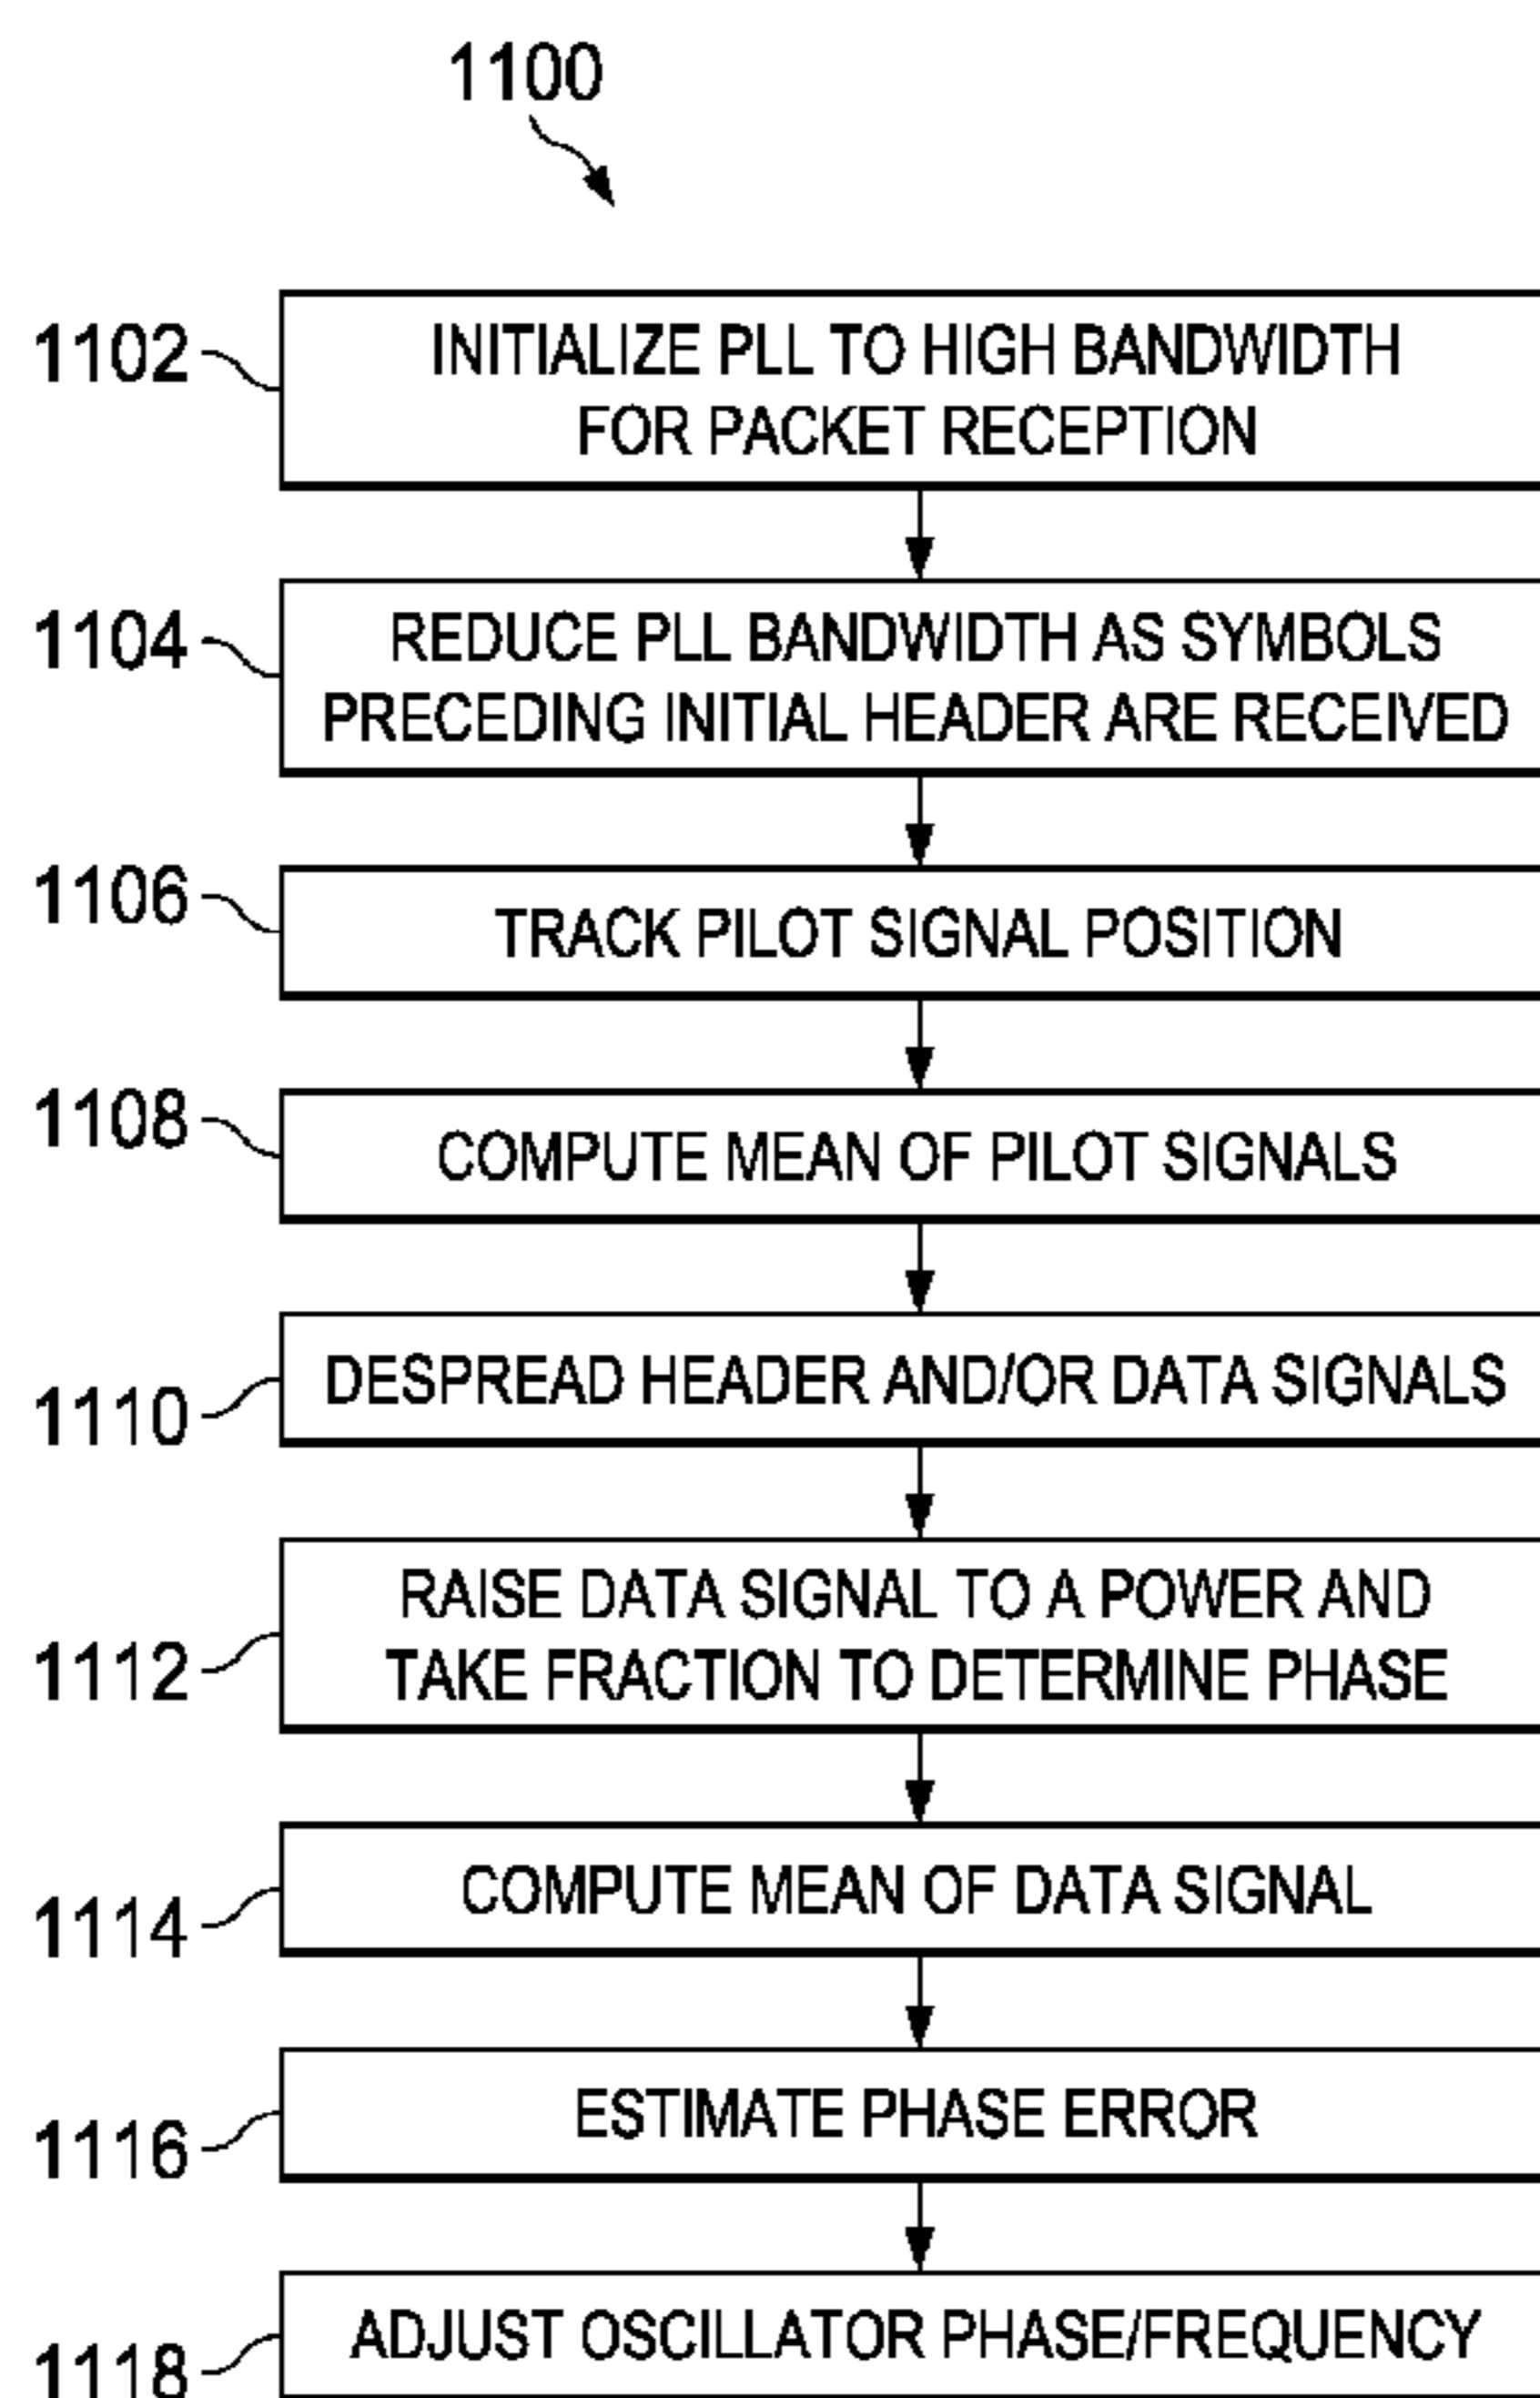 1100
1102
INITIALIZE PLL TO HIGH BANDWIDTH
FOR PACKET RECEPTION
1104
REDUCE PLL BANDWIDTH AS SYMBOLS
PRECEDING INITIAL HEADER ARE RECEIVED
1106
TRACK PILOT SIGNAL POSITION
1108
COMPUTE MEAN OF PILOT SIGNALS
1110
DESPREAD HEADER AND/OR DATA SIGNALS
1112
RAISE DATA SIGNAL TO A POWER AND
TAKE FRACTION TO DETERMINE PHASE
1114
COMPUTE MEAN OF DATA SIGNAL
1116
ESTIMATE PHASE ERROR
1118
ADJUST OSCILLATOR PHASE/FREQUENCY